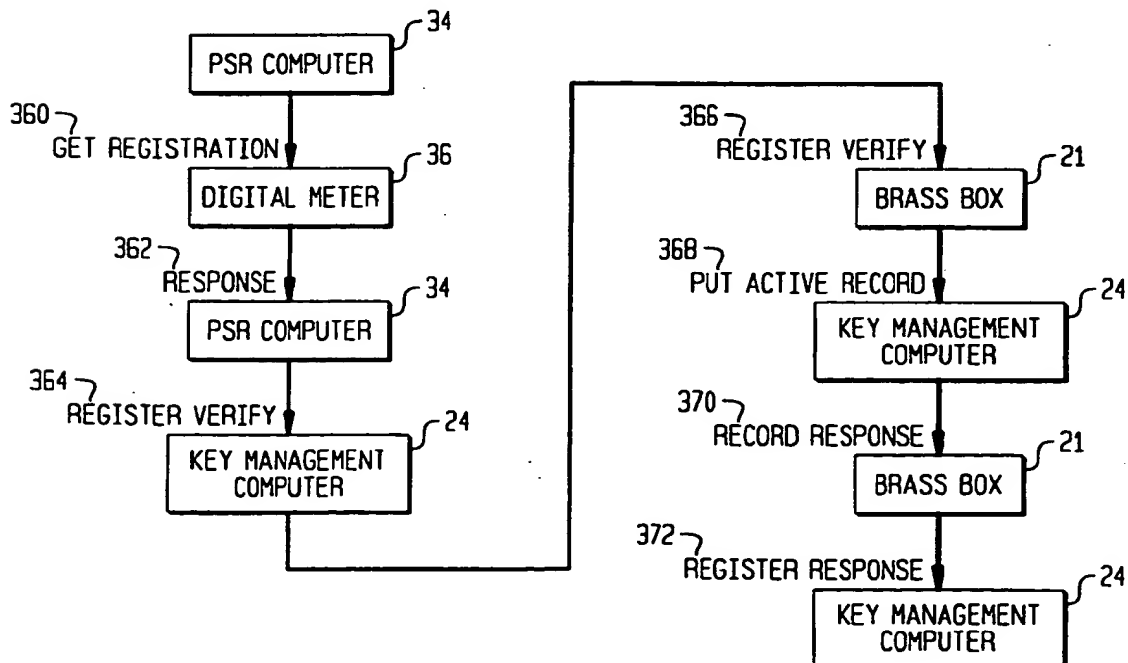 34
PSR COMPUTER
360
GET REGISTRATION
36
DIGITAL METER
362
RESPONSE
34
PSR COMPUTER
364
REGISTER VERIFY
24
KEY MANAGEMENT
COMPUTER
366
REGISTER VERIFY
21
BRASS BOX
368
PUT ACTIVE RECORD
24
KEY MANAGEMENT
COMPUTER
370
RECORD RESPONSE
21
BRASS BOX
372
REGISTER RESPONSE
24
KEY MANAGEMENT
COMPUTER